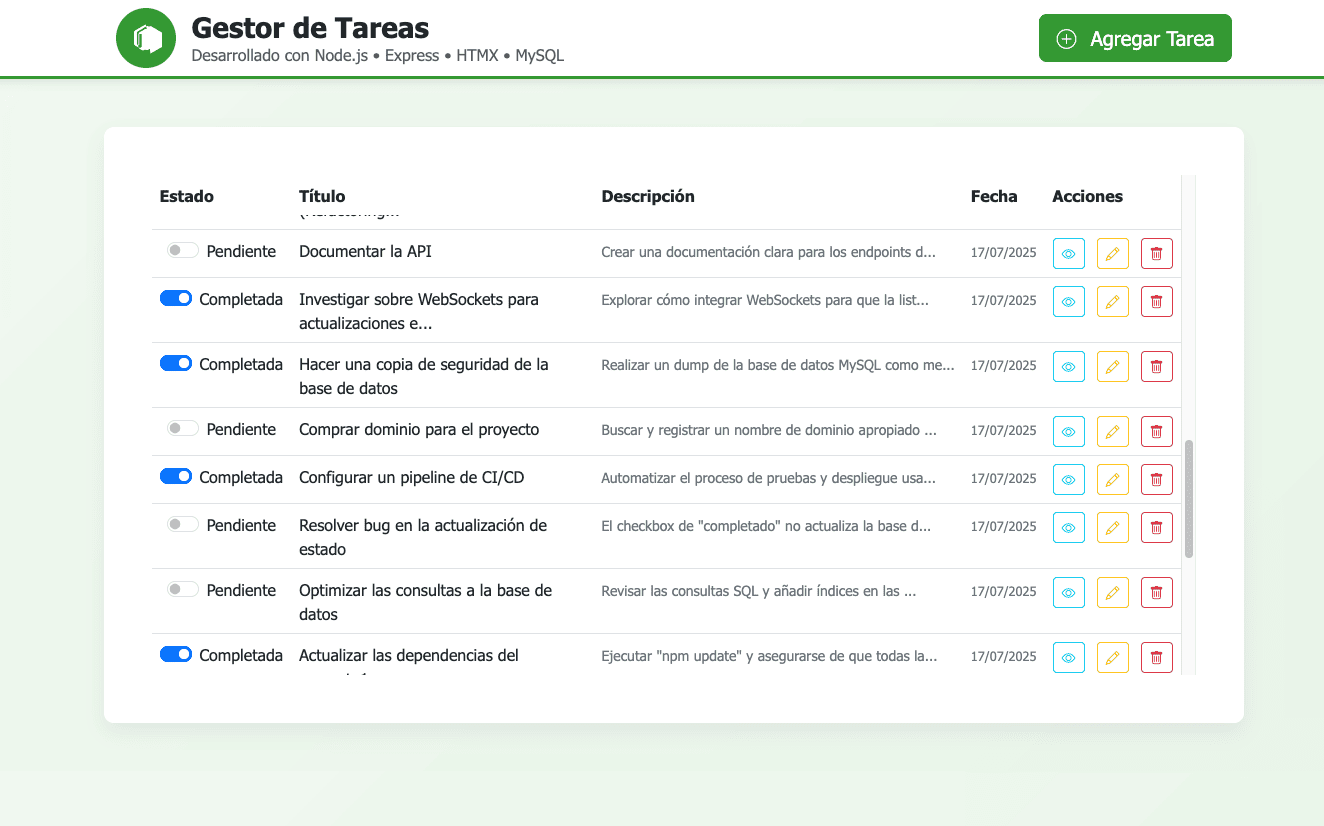 Gestor de Tareas
Desarrollado con Node.js • Express • HTMX • MySQL
Agregar Tarea
Estado Título Descripción Fecha Acciones
Pendiente Documentar la API Crear una documentación clara para los endpoints d... 17/07/2025
Completada Investigar sobre WebSockets para Explorar cómo integrar WebSockets para que la list... 17/07/2025
actualizaciones e...
Completada Hacer una copia de seguridad de la Realizar un dump de la base de datos MySQL como me... 17/07/2025
base de datos
Pendiente Comprar dominio para el proyecto Buscar y registrar un nombre de dominio apropiado ... 17/07/2025
Completada Configurar un pipeline de CI/CD Automatizar el proceso de pruebas y despliegue usa... 17/07/2025
Pendiente Resolver bug en la actualización de El checkbox de "completado" no actualiza la base d... 17/07/2025
estado
Pendiente Optimizar las consultas a la base de Revisar las consultas SQL y añadir índices en las ... 17/07/2025
datos
Completada Actualizar las dependencias del Ejecutar "npm update" y asegurarse de que todas la... 17/07/2025